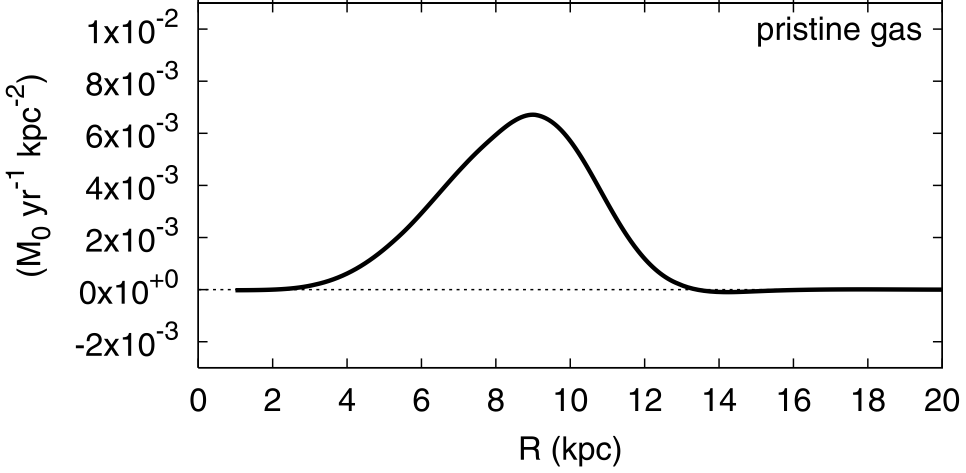 pristine gas
1x10-2
8x10-3
6x10-3
4x10-3
2x10-3
0x10+0
-2x10-3
(M0 yr-1 kpc-2)
0 2 4 6 8 10 12 14 16 18 20
R (kpc)